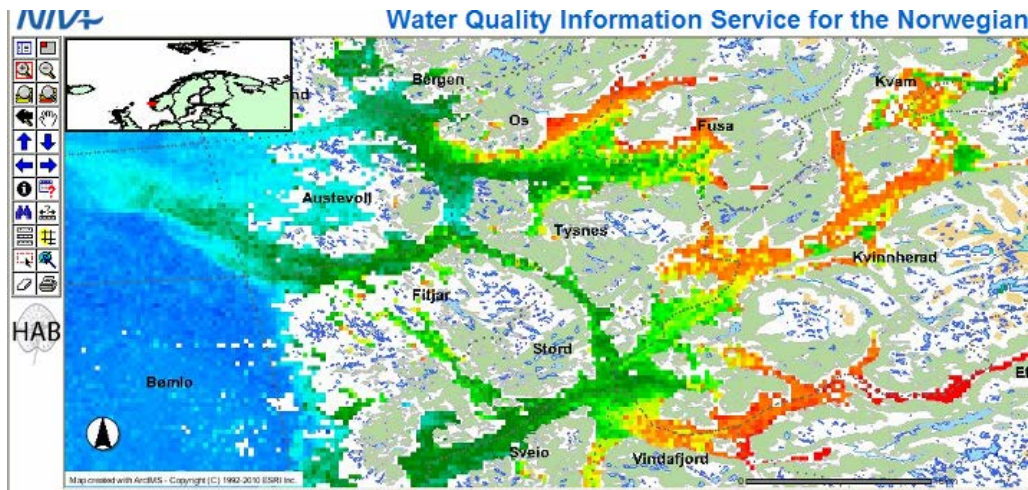 NIVA
Water Quality Information Service for the Norwegian
Bergen
Kvam
nd
Os
Fusa
Austevoll
Tysnes
Kvinnherad
Fitjar
Stord
Bømlo
Sveio
Vindafjord
HAB
Map created with ArcIMS - Copyright (C) 1992-2010 ESRI Inc.